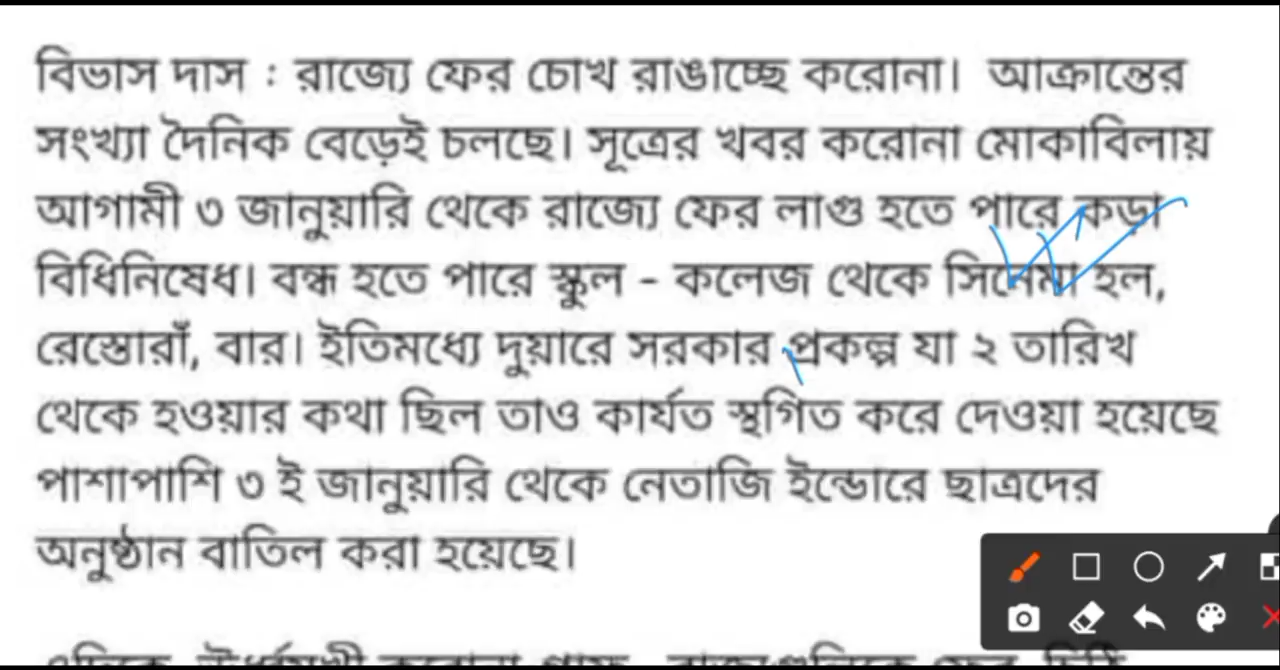 বিভাস দাস : রাজ্যে ফের চোখ রাঙাচ্ছে করোনা। আক্রান্তের
সংখ্যা দৈনিক বেড়েই চলছে। সূত্রের খবর করোনা মোকাবিলায়
আগামী ৩ জানুয়ারি থেকে রাজ্যে ফের লাগু হতে পারে কড়া
বিধিনিষেধ। বন্ধ হতে পারে স্কুল - কলেজ থেকে সিনেমা হল,
রেস্তোরাঁ, বার। ইতিমধ্যে দুয়ারে সরকার প্রকল্প যা ২ তারিখ
থেকে হওয়ার কথা ছিল তাও কার্যত স্থগিত করে দেওয়া হয়েছে
পাশাপাশি ৩ ই জানুয়ারি থেকে নেতাজি ইন্ডোরে ছাত্রদের
অনুষ্ঠান বাতিল করা হয়েছে।